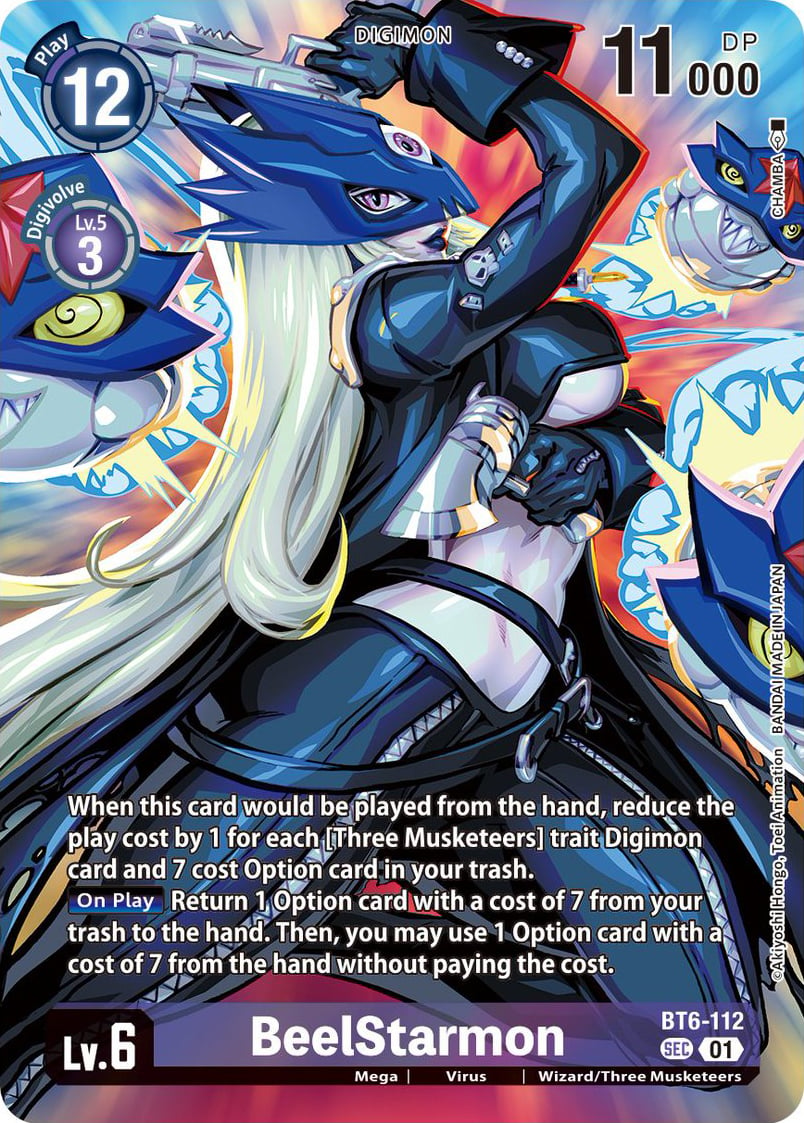 DIGIMON
Play
12
11000
DP
Digivolve
Lv.5
3
CHAMBA
BANDAI MADE IN JAPAN
©Akiyoshi Hongo, Toei Animation
When this card would be played from the hand, reduce the
play cost by 1 for each [Three Musketeers] trait Digimon
card and 7 cost Option card in your trash.
On Play Return 1 Option card with a cost of 7 from your
trash to the hand. Then, you may use 1 Option card with a
cost of 7 from the hand without paying the cost.
Lv.6
BeelStarmon
BT6-112
SEC 01
Mega | Virus | Wizard/Three Musketeers